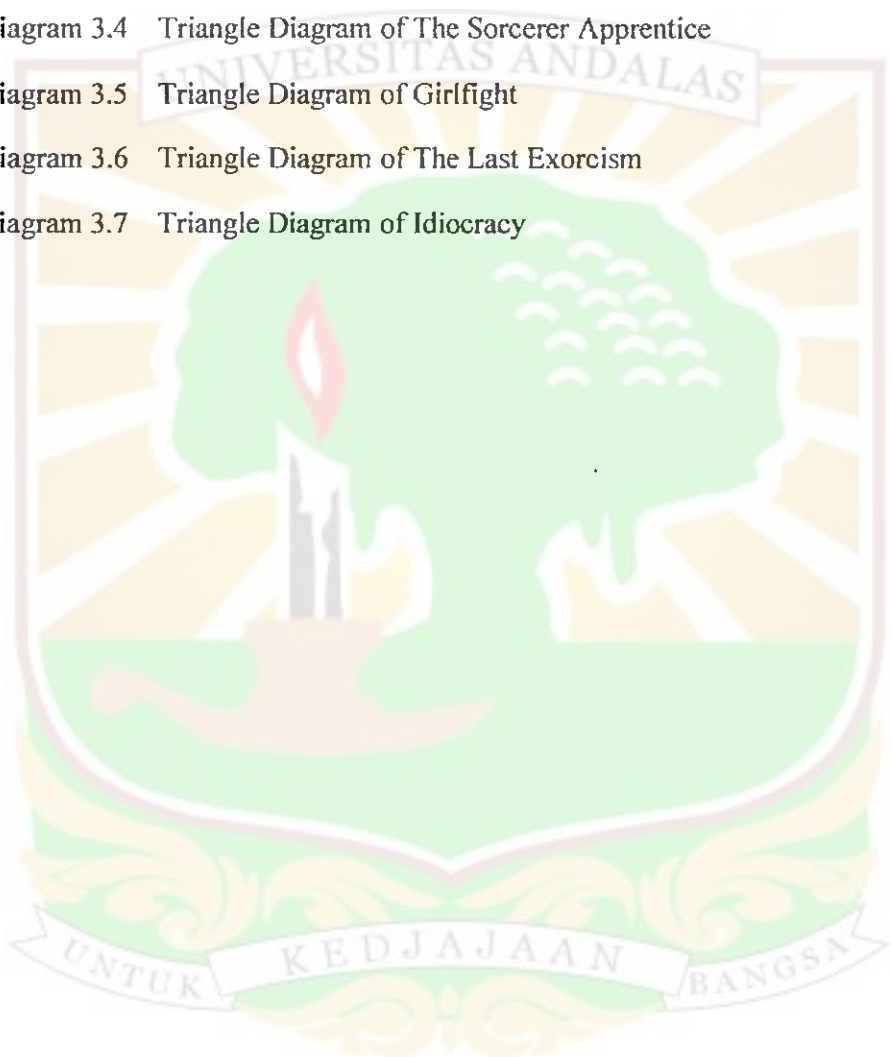 iagram 3.4 Triangle Diagram of The Sorcerer Apprentice
UNIVERSITAS ANDALAS
iagram 3.5 Triangle Diagram of Girlfight
iagram 3.6 Triangle Diagram of The Last Exorcism
iagram 3.7 Triangle Diagram of Idiocracy
UNTUK KEDJAJAAN BANGSA